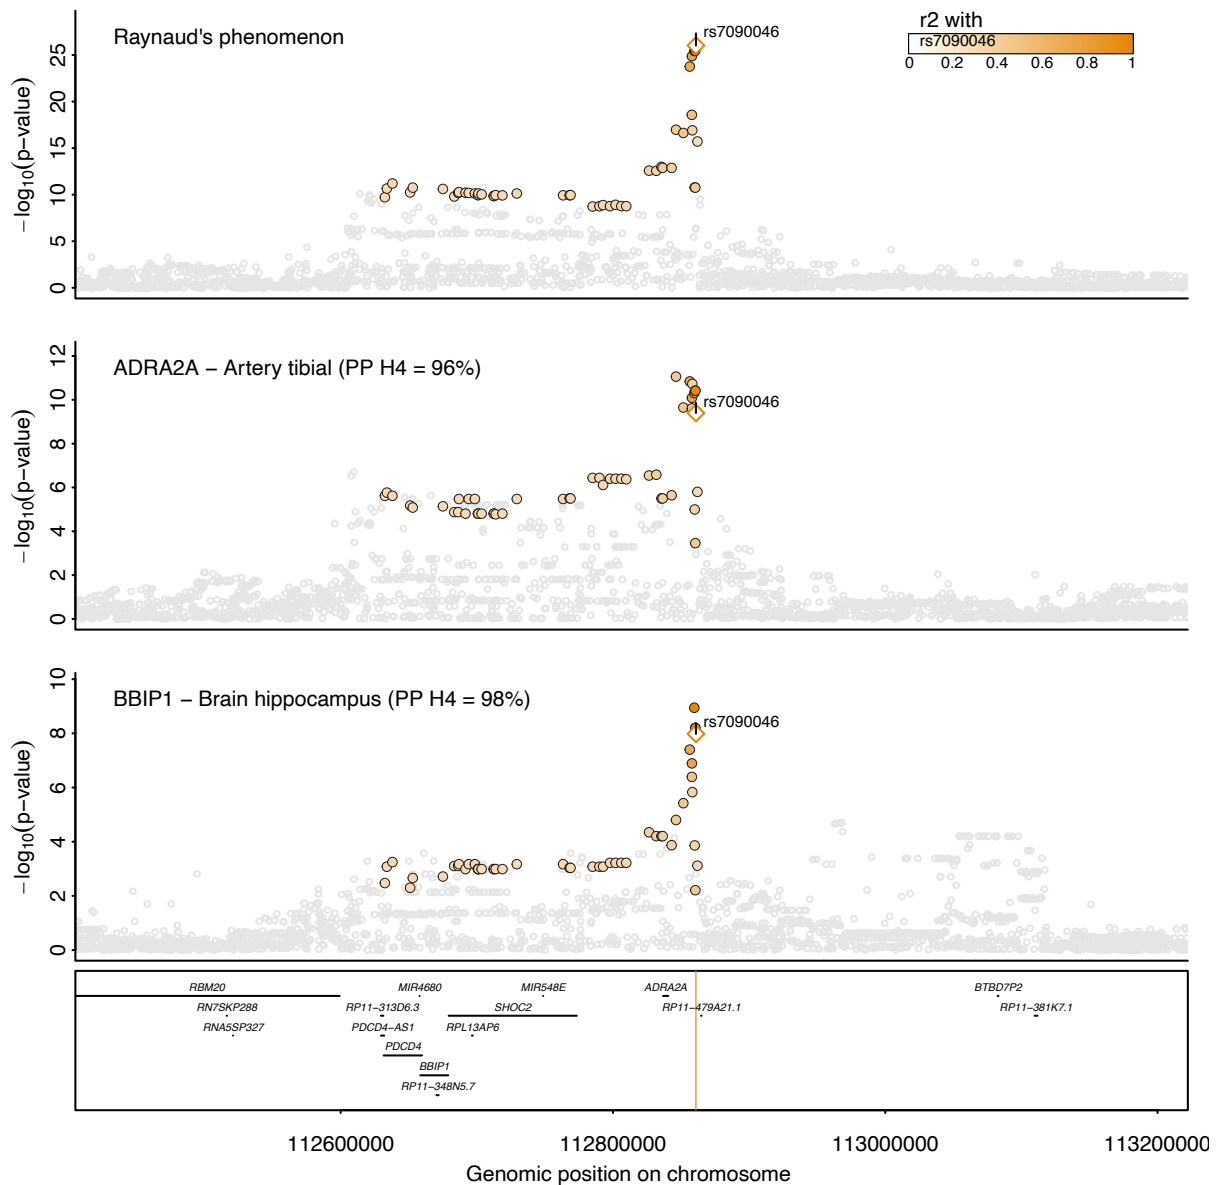 Raynaud's phenomenon
rs7090046
r2 with
rs7090046
0 0.2 0.4 0.6 0.8 1
−log10(p−value)
0 5 10 15 20 25
ADRA2A − Artery tibial (PP H4 = 96%)
rs7090046
−log10(p−value)
0 2 4 6 8 10 12
BBIP1 − Brain hippocampus (PP H4 = 98%)
rs7090046
−log10(p−value)
0 2 4 6 8 10
RBM20 MIR4680 MIR548E ADRA2A BTBD7P2
RN7SKP288 RP11−313D6.3 SHOC2 RP11−479A21.1 RP11−381K7.1
RNA5SP327 PDCD4−AS1 RPL13AP6
PDCD4
BBIP1
RP11−348N5.7
112600000 112800000 113000000 113200000
Genomic position on chromosome